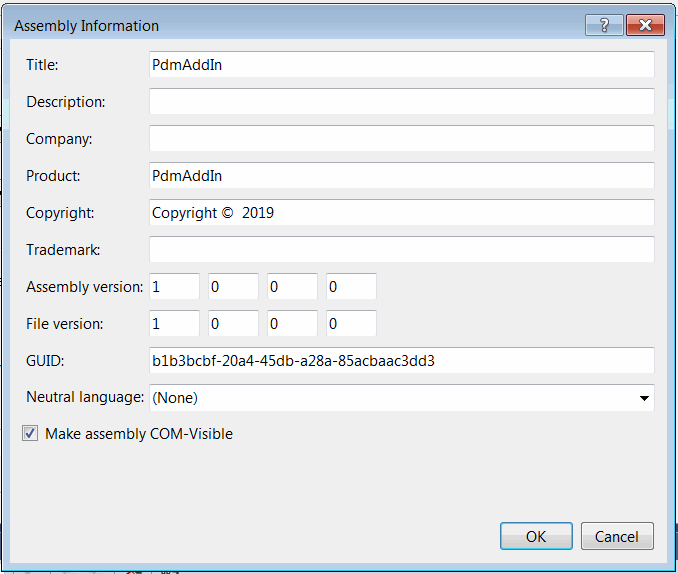 Assembly Information
Title: PdmAddIn
Description:
Company:
Product: PdmAddIn
Copyright: Copyright © 2019
Trademark:
Assembly version: 1 0 0 0
File version: 1 0 0 0
GUID: b1b3bcbf-20a4-45db-a28a-85acbaac3dd3
Neutral language: (None)
Make assembly COM-Visible
OK Cancel